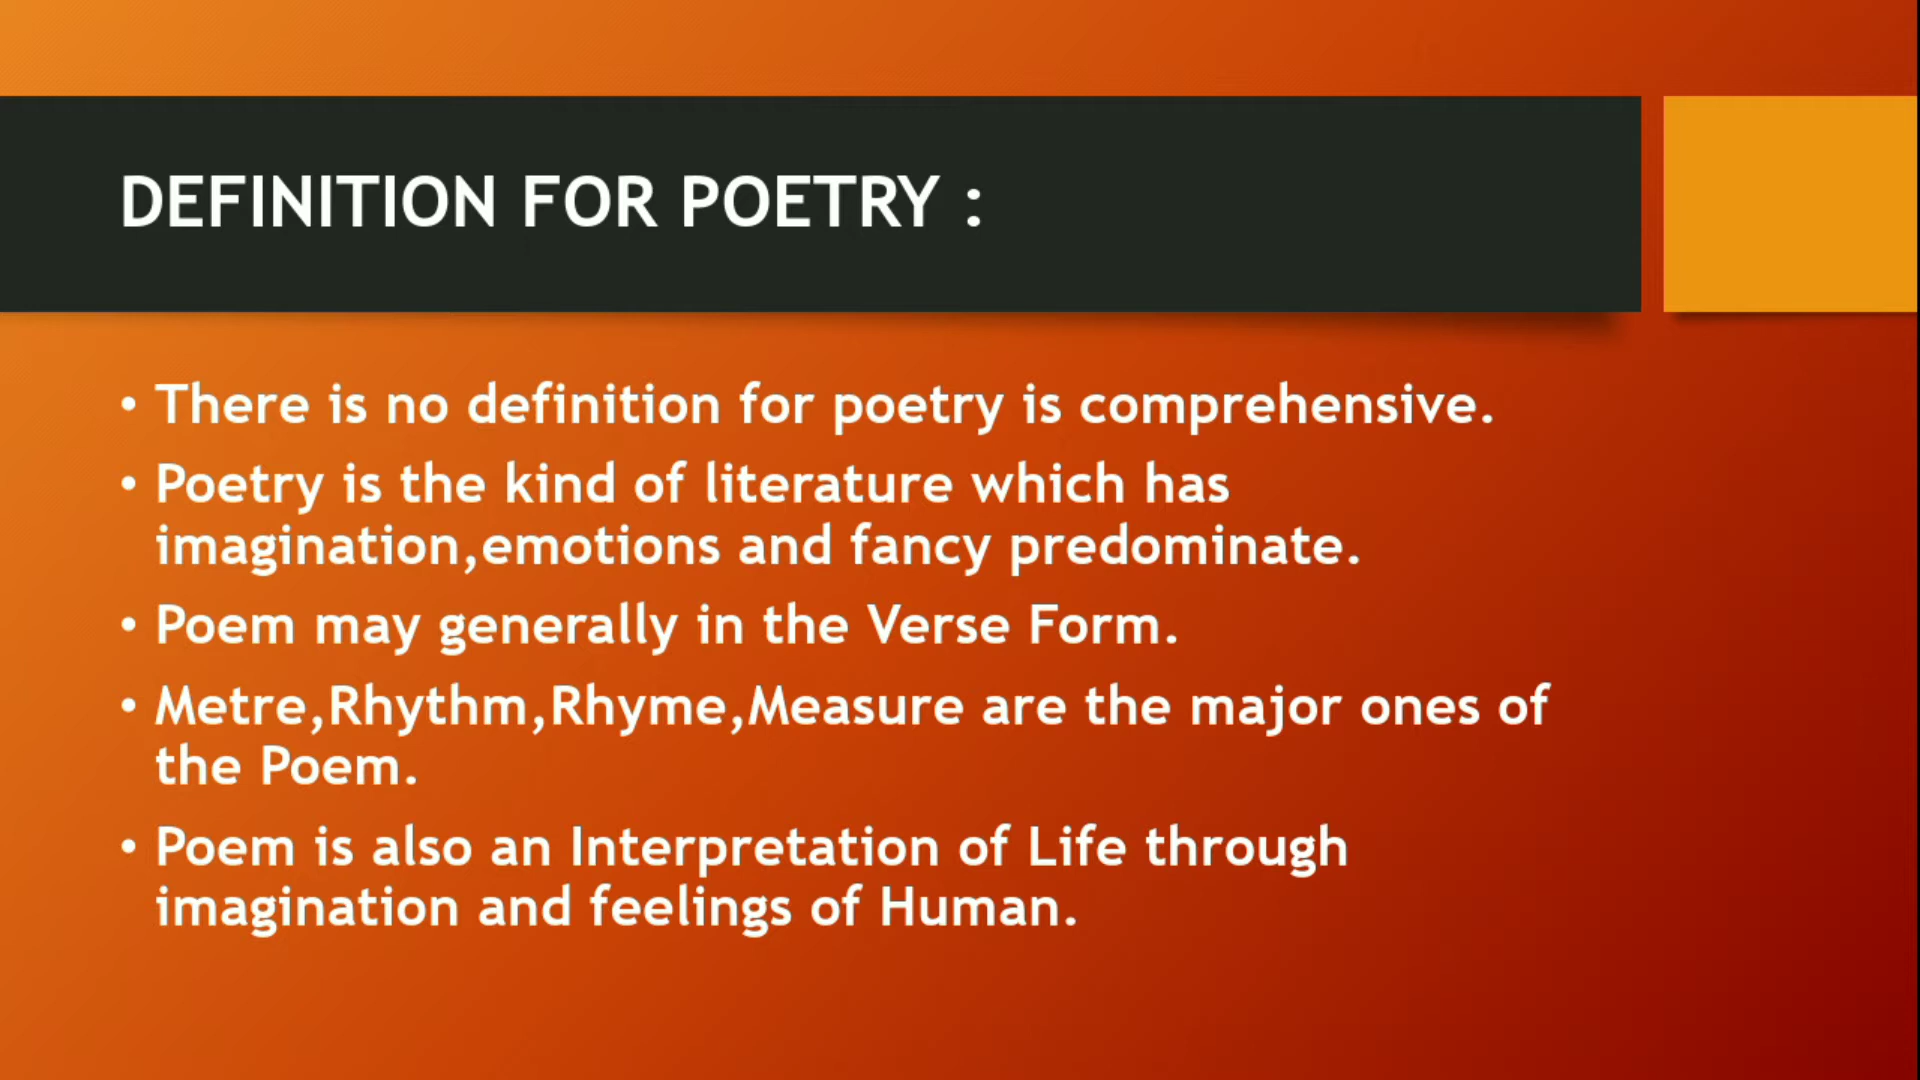 DEFINITION FOR POETRY :
• There is no definition for poetry is comprehensive.
• Poetry is the kind of literature which has
imagination,emotions and fancy predominate.
• Poem may generally in the Verse Form.
• Metre,Rhythm,Rhyme,Measure are the major ones of
the Poem.
• Poem is also an Interpretation of Life through
imagination and feelings of Human.